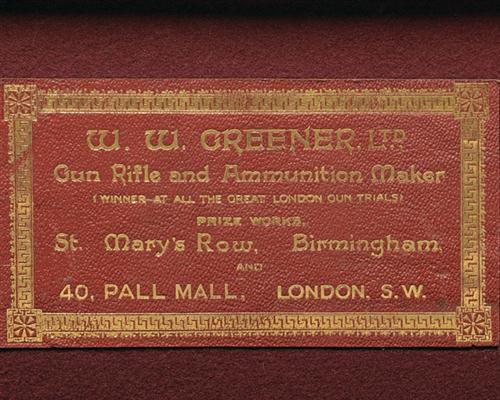 W. W. GREENER, LTD.
Gun Rifle and Ammunition Maker
(WINNER AT ALL THE GREAT LONDON GUN TRIALS)
PRIZE WORKS,
St. Mary's Row, Birmingham,
AND
40, PALL MALL, LONDON. S.W.